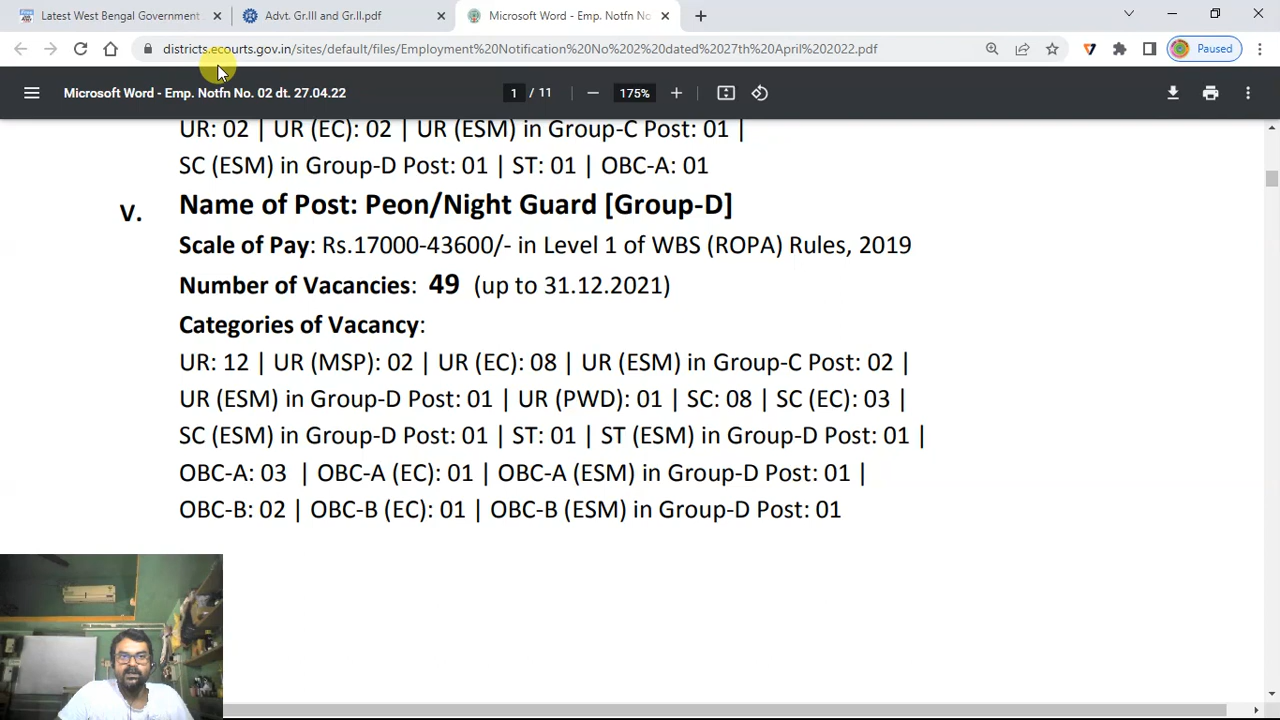 Latest West Bengal Government
Advt. Gr.III and Gr.II.pdf
Microsoft Word - Emp. Notfn No
districts.ecourts.gov.in/sites/default/files/Employment%20Notification%20No%202%20dated%2027th%20April%202022.pdf
Paused
Microsoft Word - Emp. Notfn No. 02 dt. 27.04.22
1 / 11
175%
UR: 02 | UR (EC): 02 | UR (ESM) in Group-C Post: 01 |
SC (ESM) in Group-D Post: 01 | ST: 01 | OBC-A: 01
V. Name of Post: Peon/Night Guard [Group-D]
Scale of Pay: Rs.17000-43600/- in Level 1 of WBS (ROPA) Rules, 2019
Number of Vacancies: 49 (up to 31.12.2021)
Categories of Vacancy:
UR: 12 | UR (MSP): 02 | UR (EC): 08 | UR (ESM) in Group-C Post: 02 |
UR (ESM) in Group-D Post: 01 | UR (PWD): 01 | SC: 08 | SC (EC): 03 |
SC (ESM) in Group-D Post: 01 | ST: 01 | ST (ESM) in Group-D Post: 01 |
OBC-A: 03 | OBC-A (EC): 01 | OBC-A (ESM) in Group-D Post: 01 |
OBC-B: 02 | OBC-B (EC): 01 | OBC-B (ESM) in Group-D Post: 01